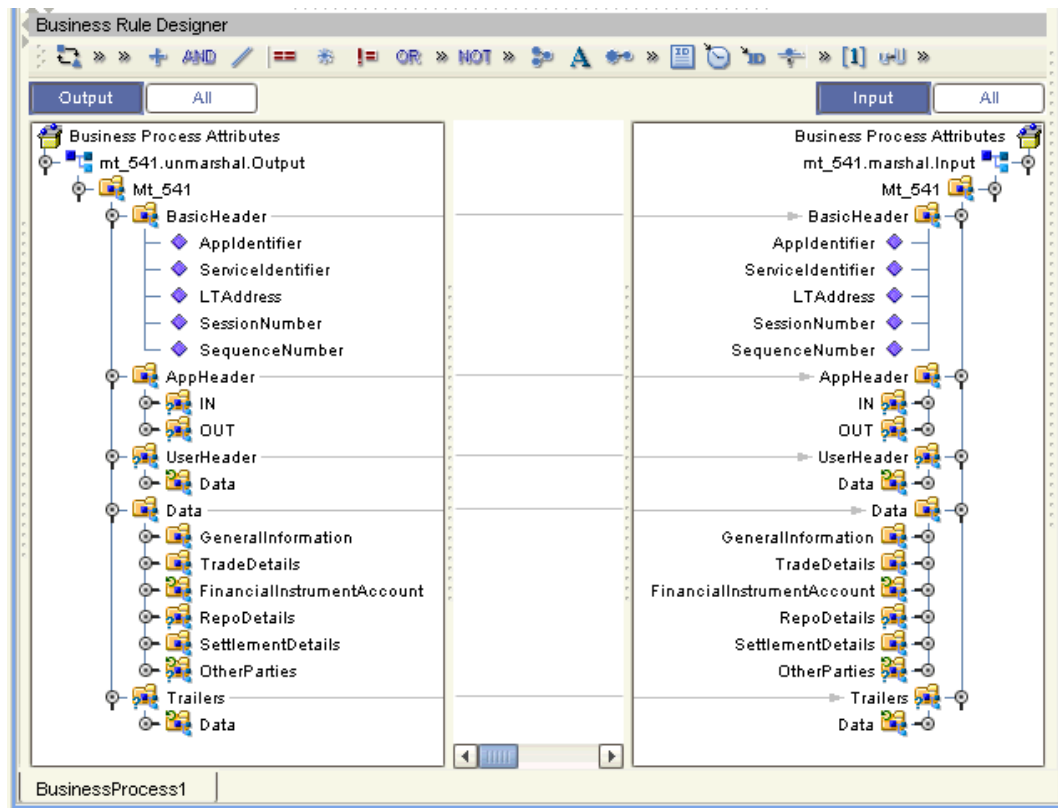 Business Rule Designer
» » AND == != OR » NOT » A » ID ID » [1] »
Output All Input All
Business Process Attributes Business Process Attributes
mt_541.unmarshal.Output mt_541.marshal.Input
Mt_541 Mt_541
BasicHeader BasicHeader
AppIdentifier AppIdentifier
ServiceIdentifier ServiceIdentifier
LTAddress LTAddress
SessionNumber SessionNumber
SequenceNumber SequenceNumber
AppHeader AppHeader
IN IN
OUT OUT
UserHeader UserHeader
Data Data
Data Data
GeneralInformation GeneralInformation
TradeDetails TradeDetails
FinancialInstrumentAccount FinancialInstrumentAccount
RepoDetails RepoDetails
SettlementDetails SettlementDetails
OtherParties OtherParties
Trailers Trailers
Data Data
BusinessProcess1